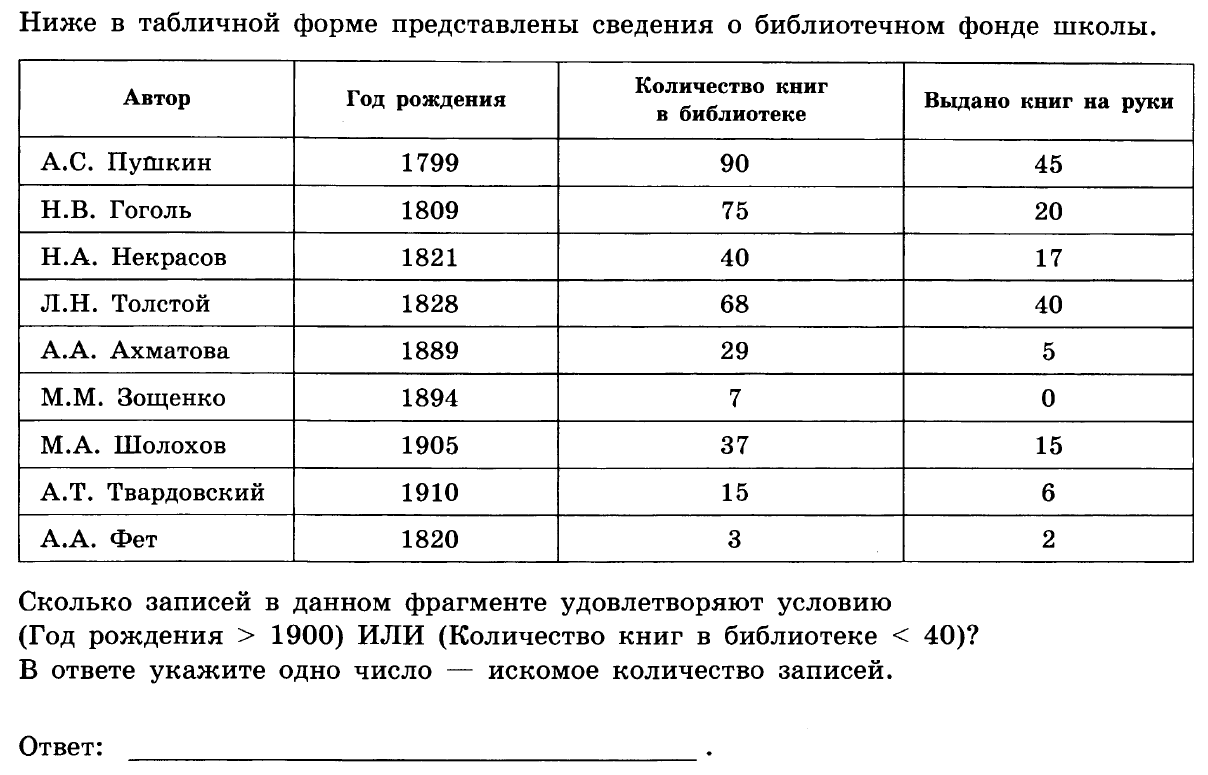 Ниже в табличной форме представлены сведения о библиотечном фонде школы.
Автор Год рождения Количество книг в библиотеке Выдано книг на руки
А.С. Пушкин 1799 90 45
Н.В. Гоголь 1809 75 20
Н.А. Некрасов 1821 40 17
Л.Н. Толстой 1828 68 40
А.А. Ахматова 1889 29 5
М.М. Зощенко 1894 7 0
М.А. Шолохов 1905 37 15
А.Т. Твардовский 1910 15 6
А.А. Фет 1820 3 2
Сколько записей в данном фрагменте удовлетворяют условию
(Год рождения > 1900) ИЛИ (Количество книг в библиотеке < 40)?
В ответе укажите одно число — искомое количество записей.
Ответ: ____________________ .